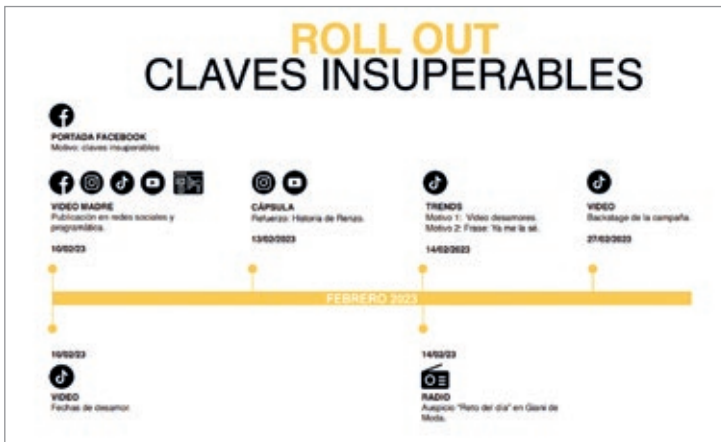 ROLL OUT
CLAVES INSUPERABLES
PORTADA FACEBOOK
Motivo: claves insuperables
VIDEO MADRE
Publicación en redes sociales y
programática.
10/02/23
CÁPSULA
Refuerzo: Historia de Renzo.
13/02/2023
TRENDS
Motivo 1: Video desamores.
Motivo 2: Frase: Ya me la sé.
14/02/2023
VIDEO
Backstage de la campaña.
27/02/2023
FEBRERO 2023
10/02/23
VIDEO
Fechas de desamor.
14/02/23
RADIO
Auspicio "Reto del día" en Giani de
Moda.